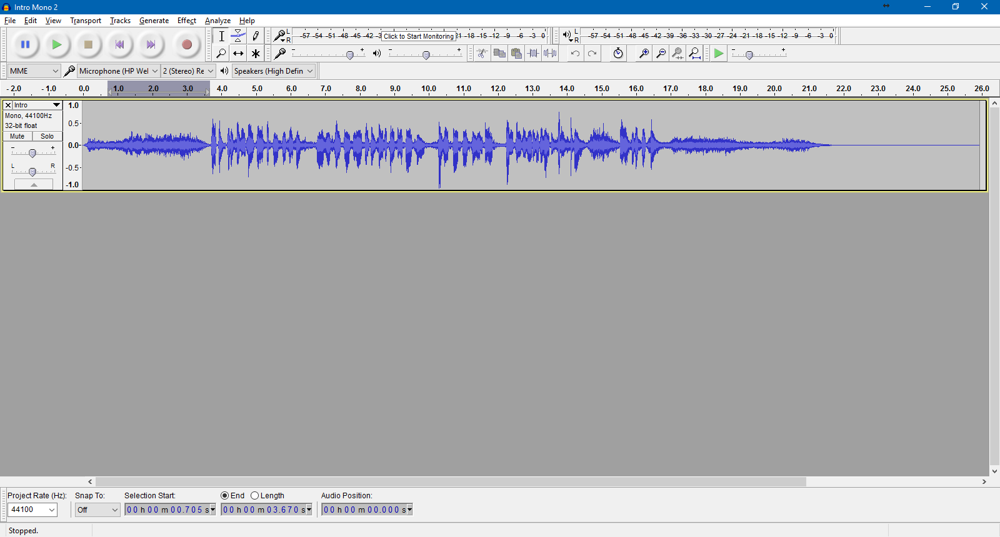 Intro Mono 2
File Edit View Transport Tracks Generate Effect Analyze Help
L R -57 -54 -51 -48 -45 -42 -39 -36 -3 Click to Start Monitoring 21 -18 -15 -12 -9 -6 -3 0 L R -57 -54 -51 -48 -45 -42 -39 -36 -33 -30 -27 -24 -21 -18 -15 -12 -9 -6 -3 0
- + - + - +
MME Microphone (HP Wel 2 (Stereo) Re Speakers (High Defin
-2.0 -1.0 0.0 1.0 2.0 3.0 4.0 5.0 6.0 7.0 8.0 9.0 10.0 11.0 12.0 13.0 14.0 15.0 16.0 17.0 18.0 19.0 20.0 21.0 22.0 23.0 24.0 25.0 26.0
Intro 1.0
Mono, 44100Hz
32-bit float 0.5
Mute Solo
- + 0.0
L R -0.5
-1.0
Project Rate (Hz): Snap To: Selection Start: End Length Audio Position:
44100 Off 00 h 00 m 00.705 s 00 h 00 m 03.670 s 00 h 00 m 00.000 s
Stopped.